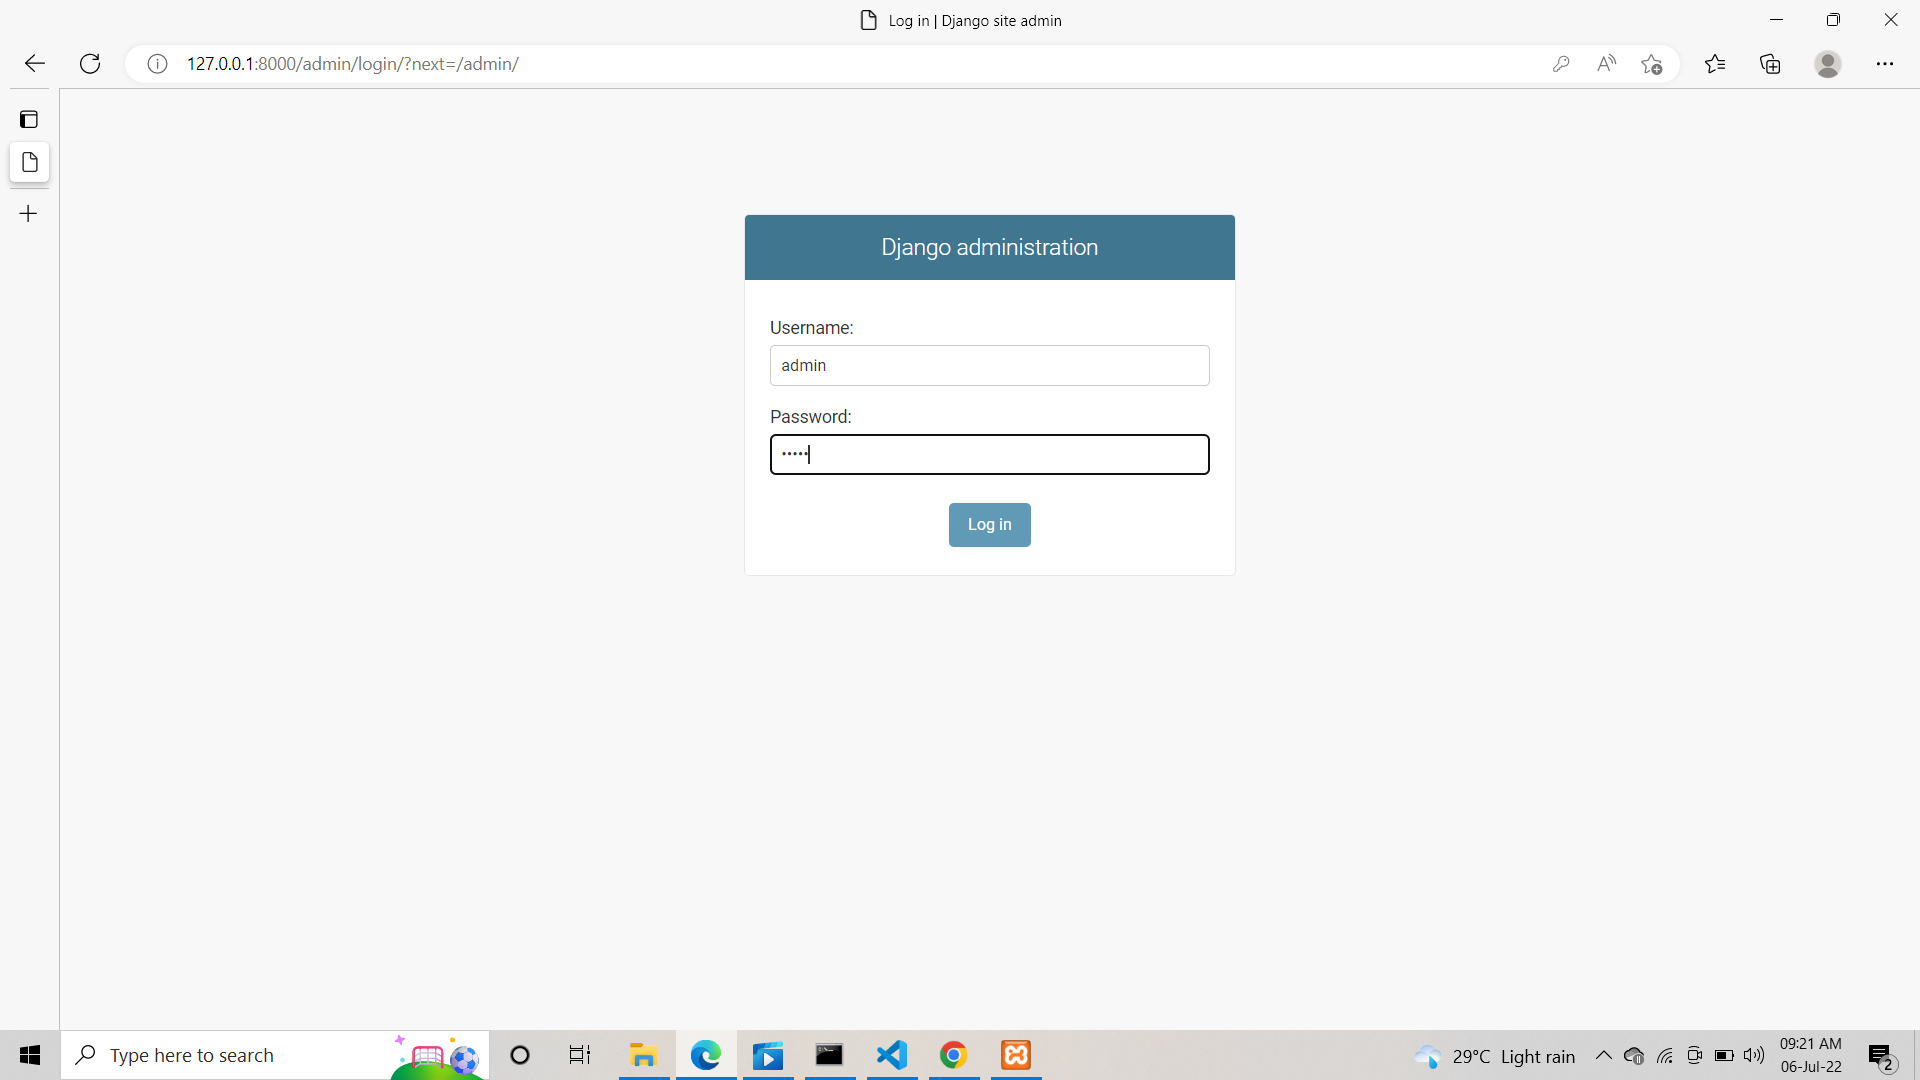 Log in | Django site admin
127.0.0.1:8000/admin/login/?next=/admin/
Django administration
Username:
admin
Password:
•••••
Log in
Type here to search
29°C Light rain
09:21 AM
06-Jul-22
2